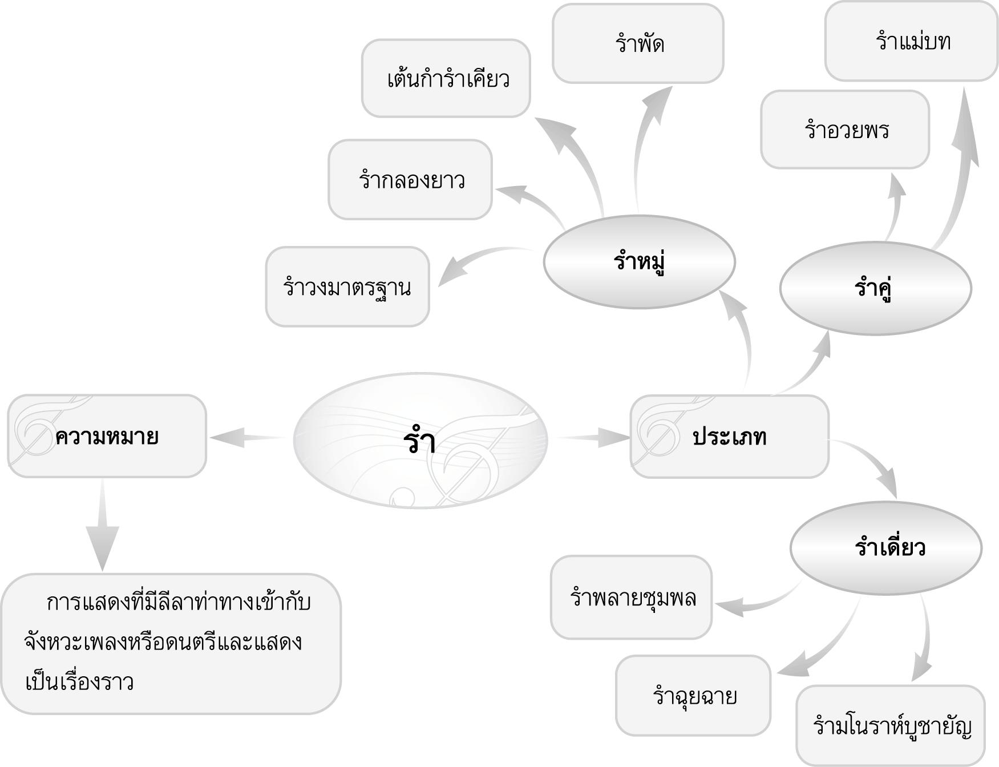 รำพัด
รำแม่บท
เต้นกำรำเคียว
รำอวยพร
รำกลองยาว
รำหมู่
รำคู่
รำวงมาตรฐาน
ความหมาย
รำ
ประเภท
รำเดี่ยว
การแสดงที่มีลีลาท่าทางเข้ากับ
จังหวะเพลงหรือดนตรีและแสดง
เป็นเรื่องราว
รำพลายชุมพล
รำฉุยฉาย
รำมโนราห์บูชายัญ